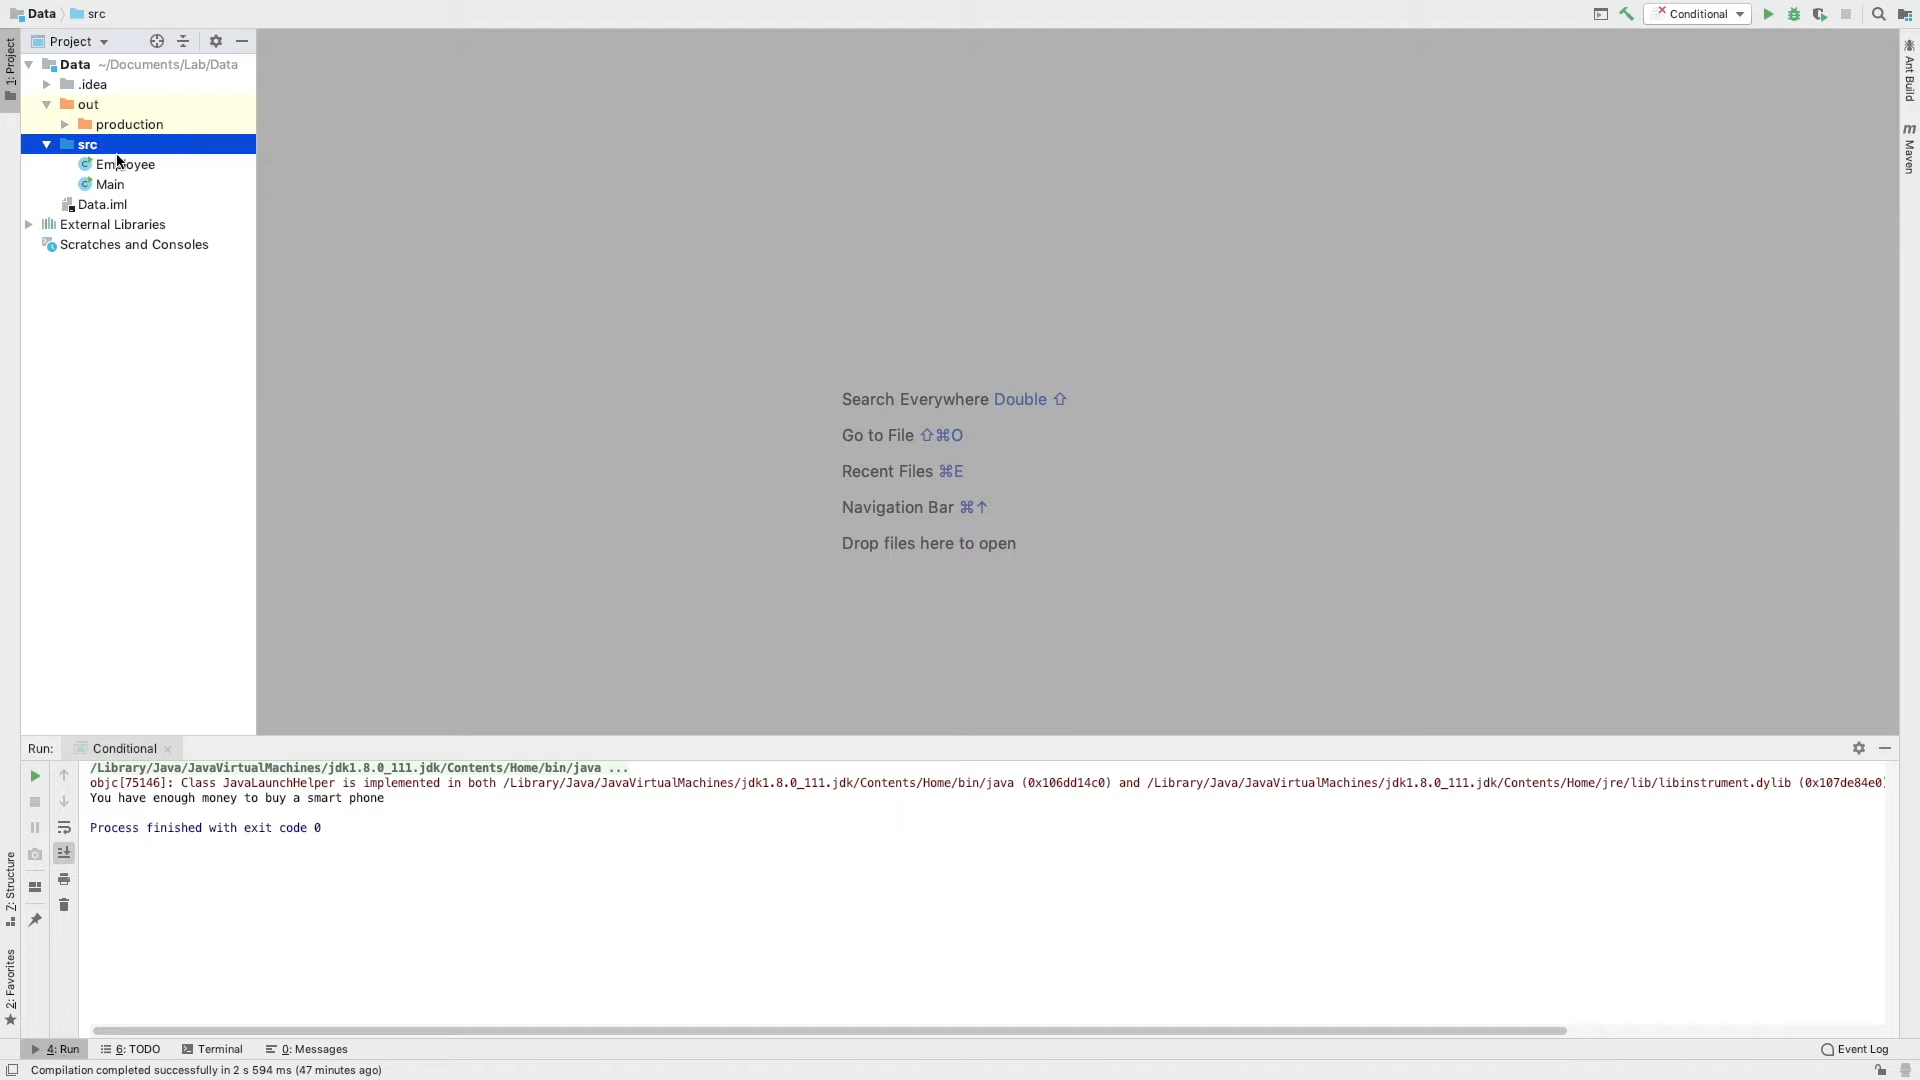 Data src
Conditional
1: Project
Project
Data ~/Documents/Lab/Data
.idea
out
production
src
Employee
Main
Data.iml
External Libraries
Scratches and Consoles
Ant Build
Maven
Search Everywhere Double ⇧
Go to File ⇧⌘O
Recent Files ⌘E
Navigation Bar ⌘↑
Drop files here to open
Run: Conditional
/Library/Java/JavaVirtualMachines/jdk1.8.0_111.jdk/Contents/Home/bin/java ...
objc[75146]: Class JavaLaunchHelper is implemented in both /Library/Java/JavaVirtualMachines/jdk1.8.0_111.jdk/Contents/Home/bin/java (0x106dd14c0) and /Library/Java/JavaVirtualMachines/jdk1.8.0_111.jdk/Contents/Home/jre/lib/libinstrument.dylib (0x107de84e0)
You have enough money to buy a smart phone
Process finished with exit code 0
7: Structure
2: Favorites
4: Run 6: TODO Terminal 0: Messages Event Log
Compilation completed successfully in 2 s 594 ms (47 minutes ago)